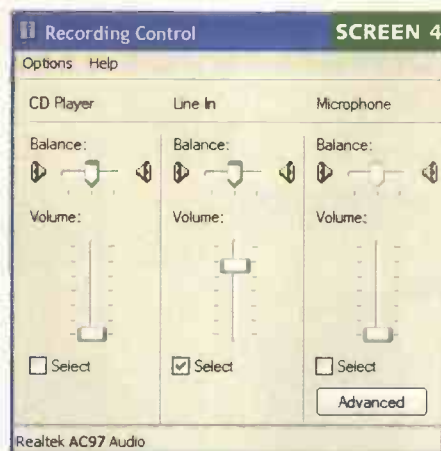 Recording Control SCREEN 4
Options Help
CD Player Line In Microphone
Balance: Balance: Balance:
Volume: Volume: Volume:
Select Select Select
Advanced
Realtek AC97 Audio